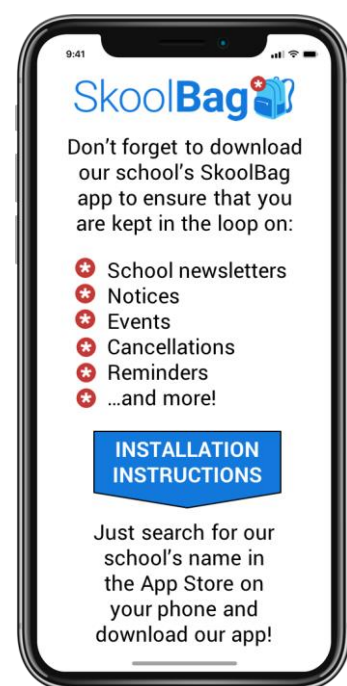 9:41
SkoolBag
Don't forget to download
our school's SkoolBag
app to ensure that you
are kept in the loop on:
School newsletters
Notices
Events
Cancellations
Reminders
...and more!
INSTALLATION
INSTRUCTIONS
Just search for our
school's name in
the App Store on
your phone and
download our app!